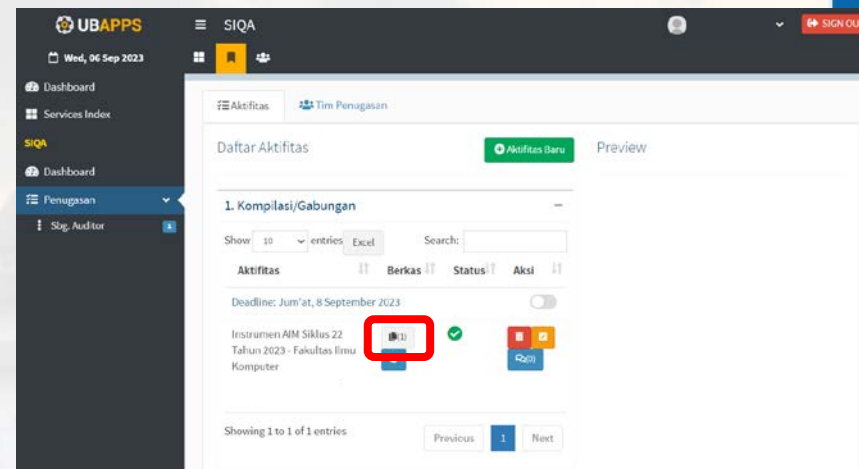 UBAPPS
SIQA
SIGN OU
Wed, 06 Sep 2023
Dashboard
Services Index
SIQA
Dashboard
Penugasan
Sbg. Auditor
Aktifitas
Tim Penugasan
Daftar Aktifitas
Aktifitas Baru
Preview
1. Kompilasi/Gabungan
Show 10 entries
Excel
Search:
Aktifitas Berkas Status Aksi
Deadline: Jum'at, 8 September 2023
Instrumen AIM Siklus 22
Tahun 2023 - Fakultas Ilmu
Komputer
(1)
(0)
Showing 1 to 1 of 1 entries
Previous 1 Next